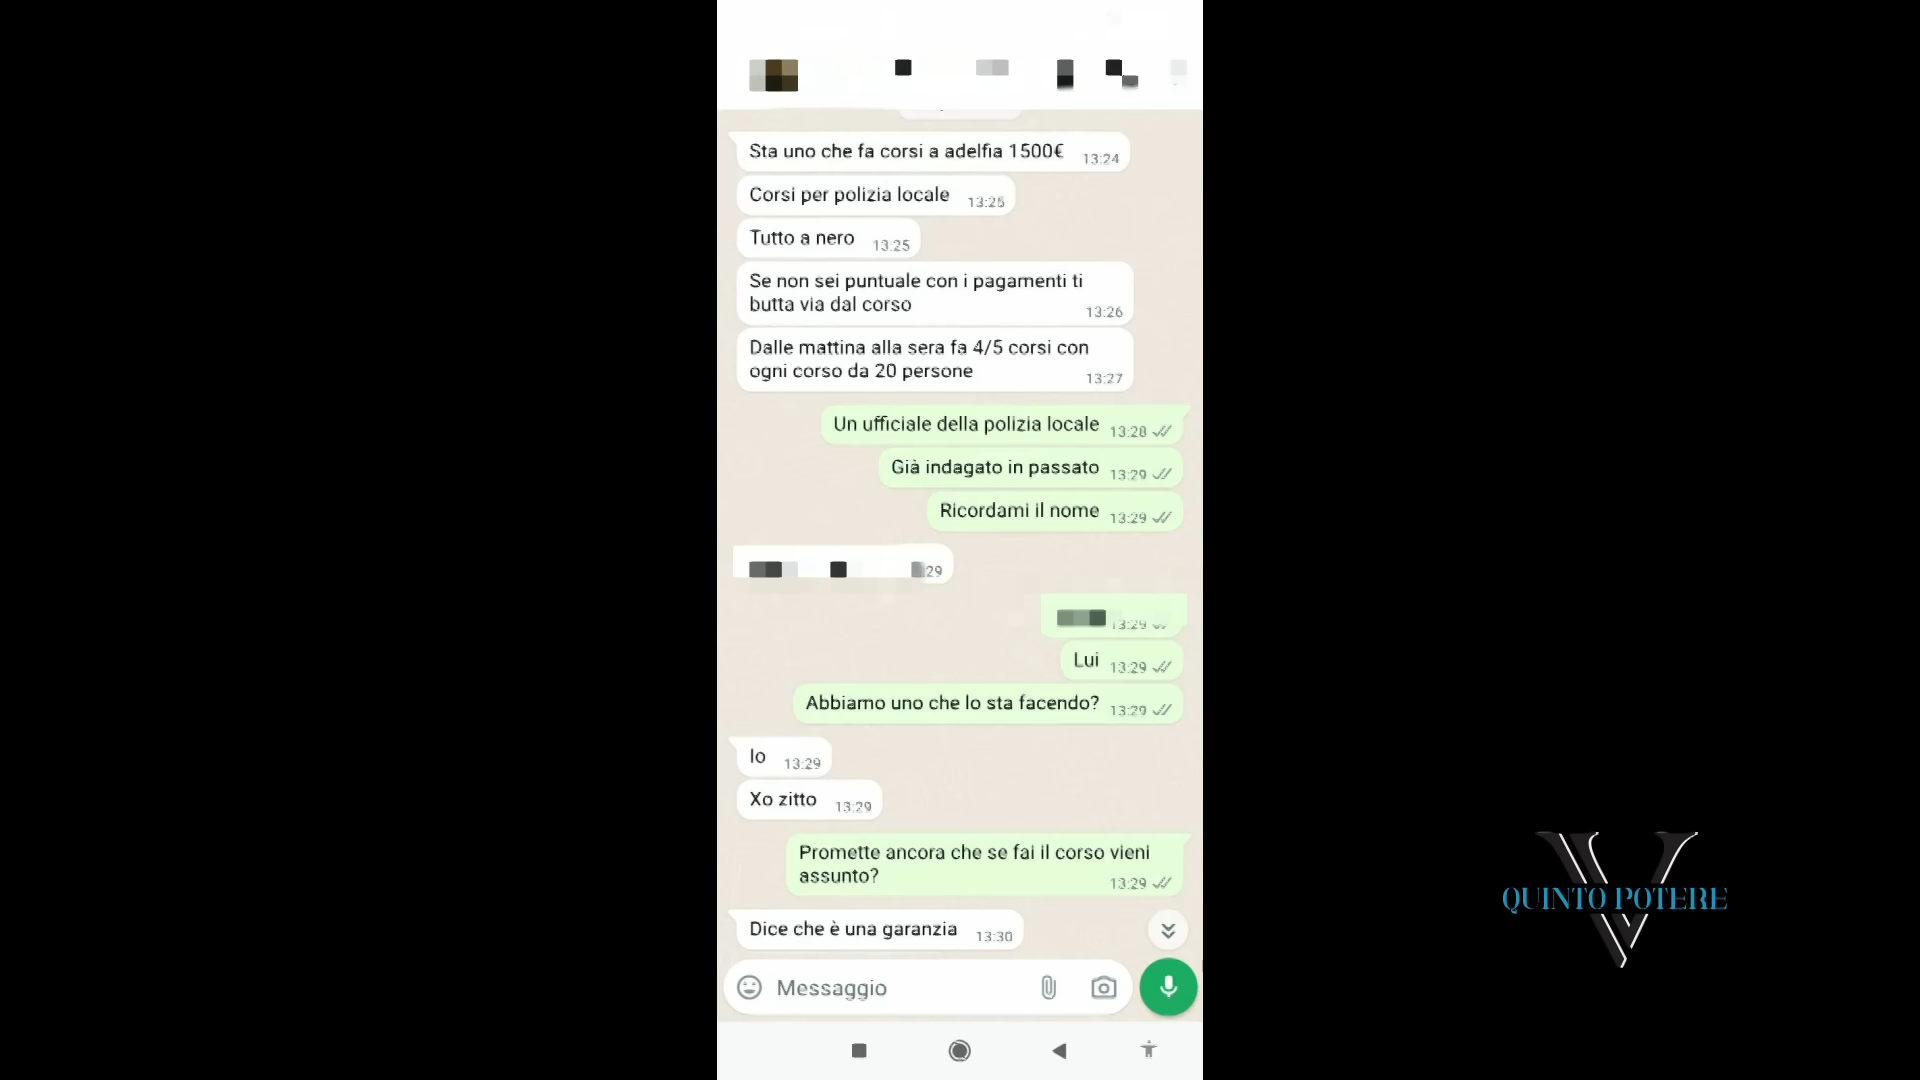 Sta uno che fa corsi a adelfia 1500€ 13:24
Corsi per polizia locale 13:25
Tutto a nero 13:25
Se non sei puntuale con i pagamenti ti
butta via dal corso 13:26
Dalle mattina alla sera fa 4/5 corsi con
ogni corso da 20 persone 13:27
Un ufficiale della polizia locale 13:28
Già indagato in passato 13:29
Ricordami il nome 13:29
29
13:29
Lui 13:29
Abbiamo uno che lo sta facendo? 13:29
Io 13:29
Xo zitto 13:29
Promette ancora che se fai il corso vieni
assunto? 13:29
Dice che è una garanzia 13:30
Messaggio
V
QUINTO POTERE